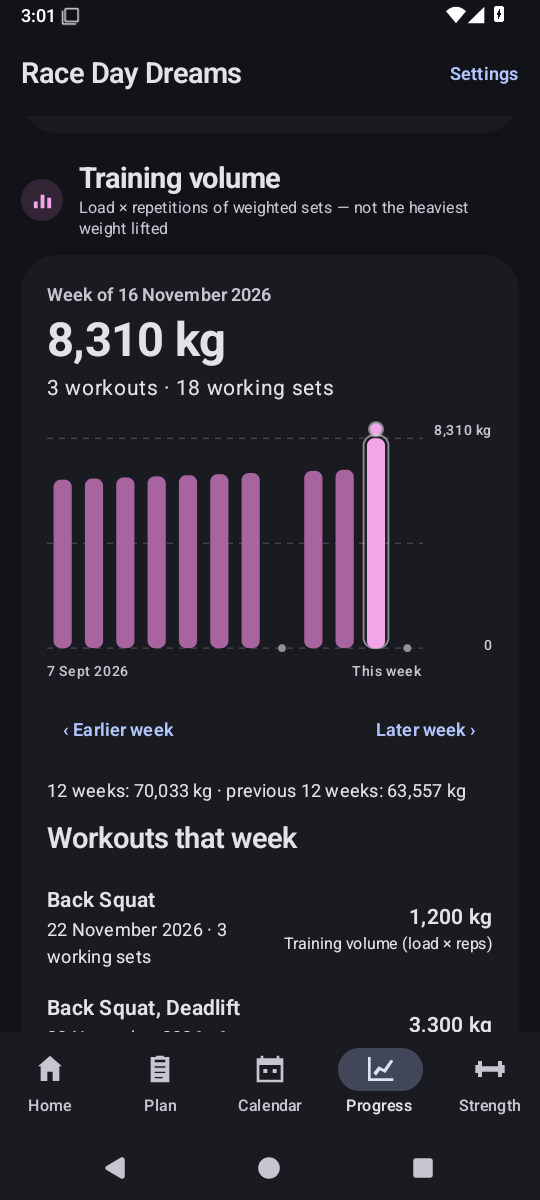 3:01
Race Day Dreams
Settings
Training volume
Load × repetitions of weighted sets — not the heaviest
weight lifted
Week of 16 November 2026
8,310 kg
3 workouts · 18 working sets
8,310 kg
0
7 Sept 2026
This week
‹ Earlier week
Later week ›
12 weeks: 70,033 kg · previous 12 weeks: 63,557 kg
Workouts that week
Back Squat
22 November 2026 · 3
working sets
1,200 kg
Training volume (load × reps)
Back Squat, Deadlift
3,300 kg
Home
Plan
Calendar
Progress
Strength